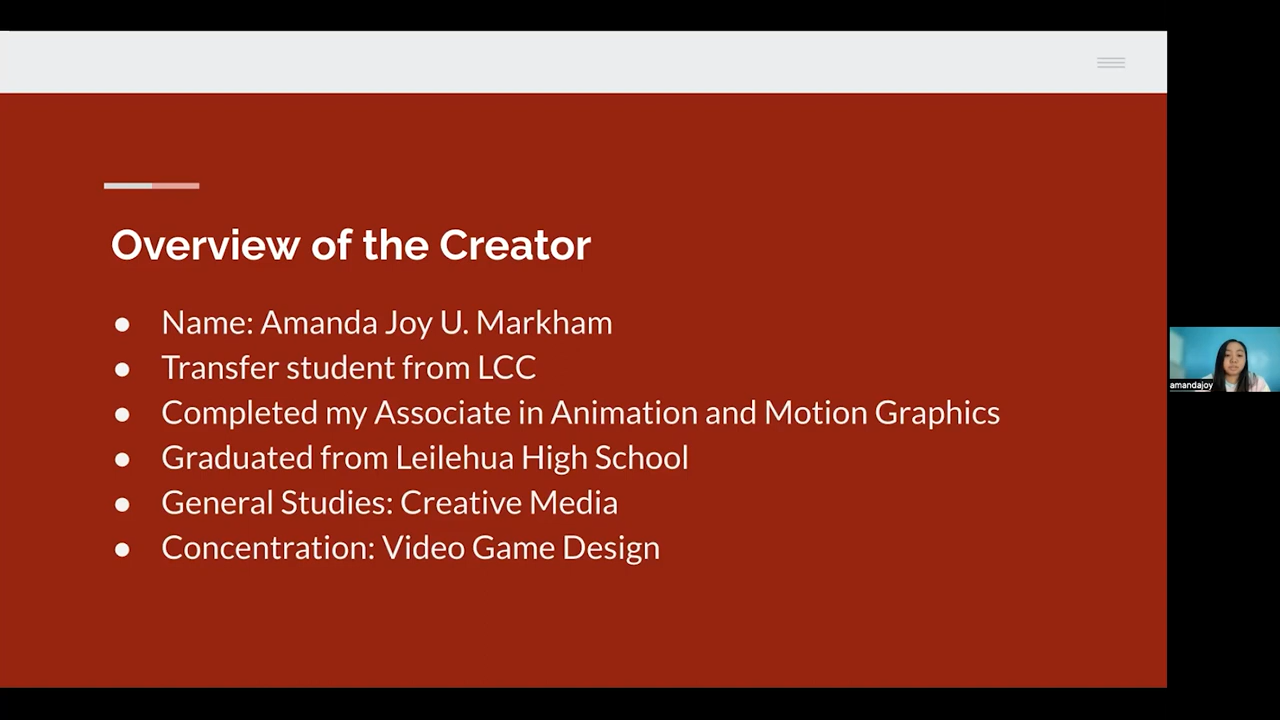 Overview of the Creator
● Name: Amanda Joy U. Markham
● Transfer student from LCC
● Completed my Associate in Animation and Motion Graphics
● Graduated from Leilehua High School
● General Studies: Creative Media
● Concentration: Video Game Design
amandajoy